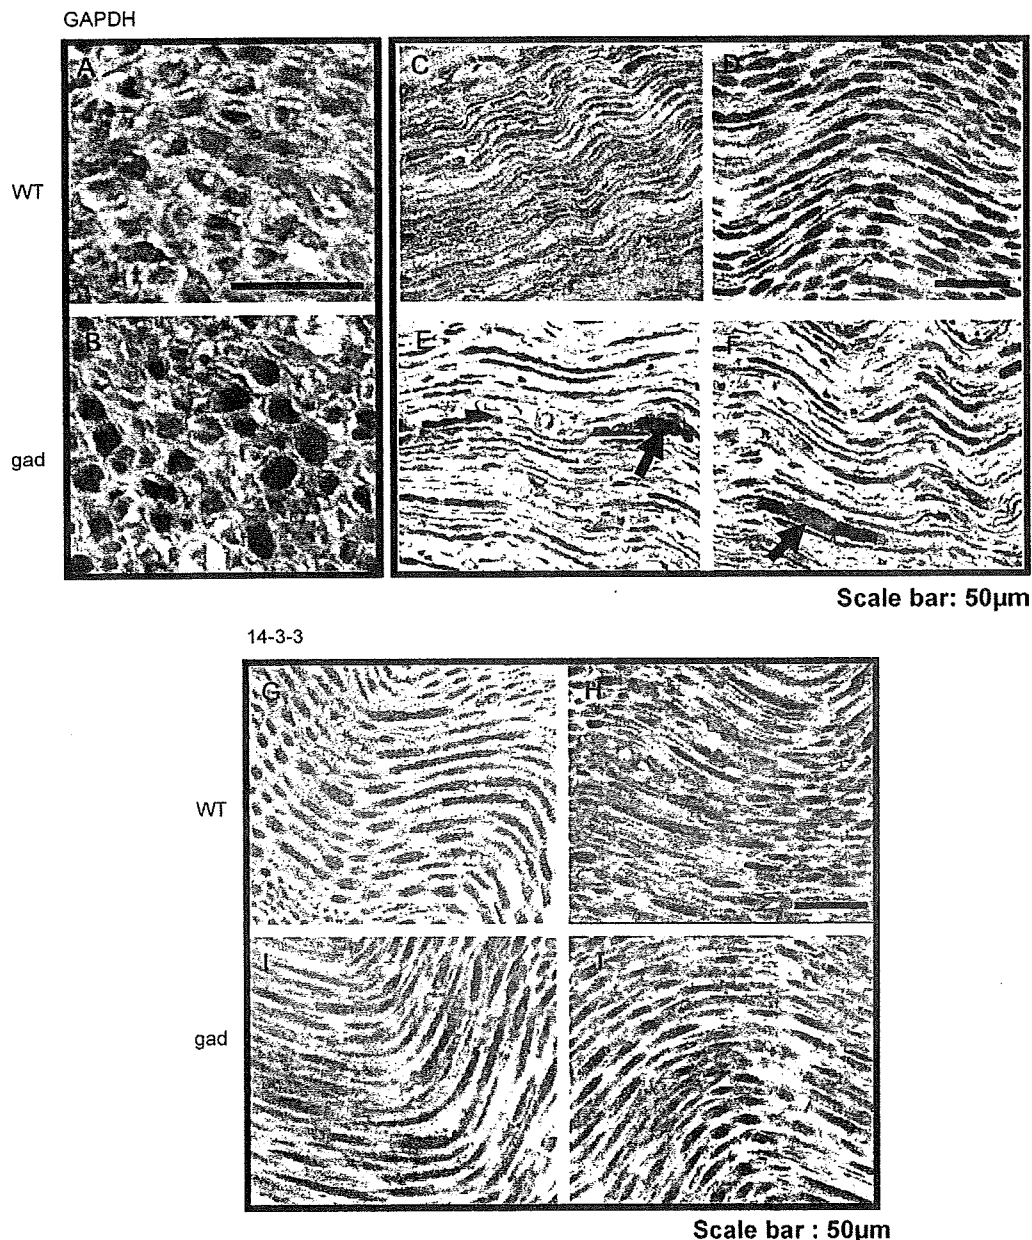 GAPDH
A
C
D
WT
B
E
F
gad
Scale bar: 50μm
14-3-3
G
H
WT
I
J
gad
Scale bar : 50μm